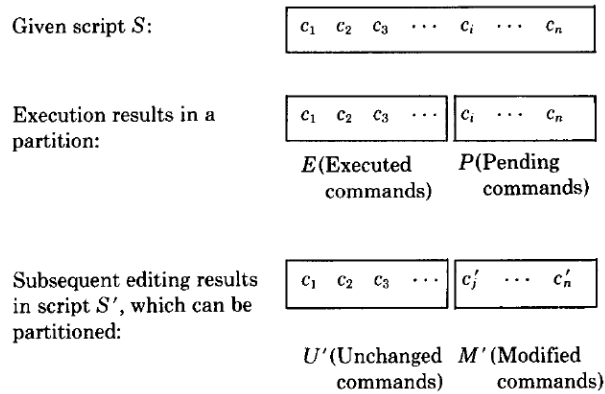 Given script S: c₁ c₂ c₃ ··· cᵢ ··· cₙ
Execution results in a c₁ c₂ c₃ ··· cᵢ ··· cₙ
partition:
E(Executed P(Pending
commands) commands)
Subsequent editing results c₁ c₂ c₃ ··· c′ⱼ ··· c′ₙ
in script S′, which can be
partitioned:
U′(Unchanged M′(Modified
commands) commands)